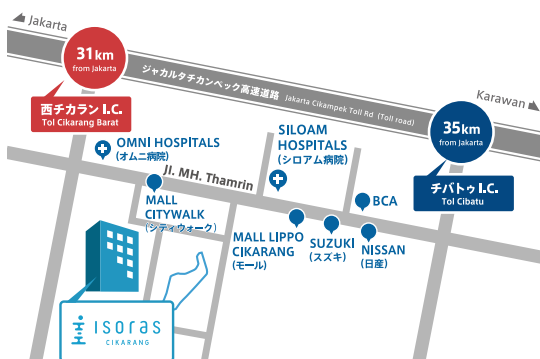 Jakarta
31km
from Jakarta
西チカラン I.C.
Tol Cikarang Barat
ジャカルタチカンペック高速道路 Jakarta Cikampek Toll Rd (Toll road)
Karawan
35km
from Jakarta
チバトゥ I.C.
Tol Cibatu
OMNI HOSPITALS
(オムニ病院)
SILOAM
HOSPITALS
(シロアム病院)
Jl. MH. Thamrin
MALL
CITYWALK
(シティウォーク)
BCA
MALL LIPPO
CIKARANG
(モール)
SUZUKI
(スズキ)
NISSAN
(日産)
isoras
CIKARANG